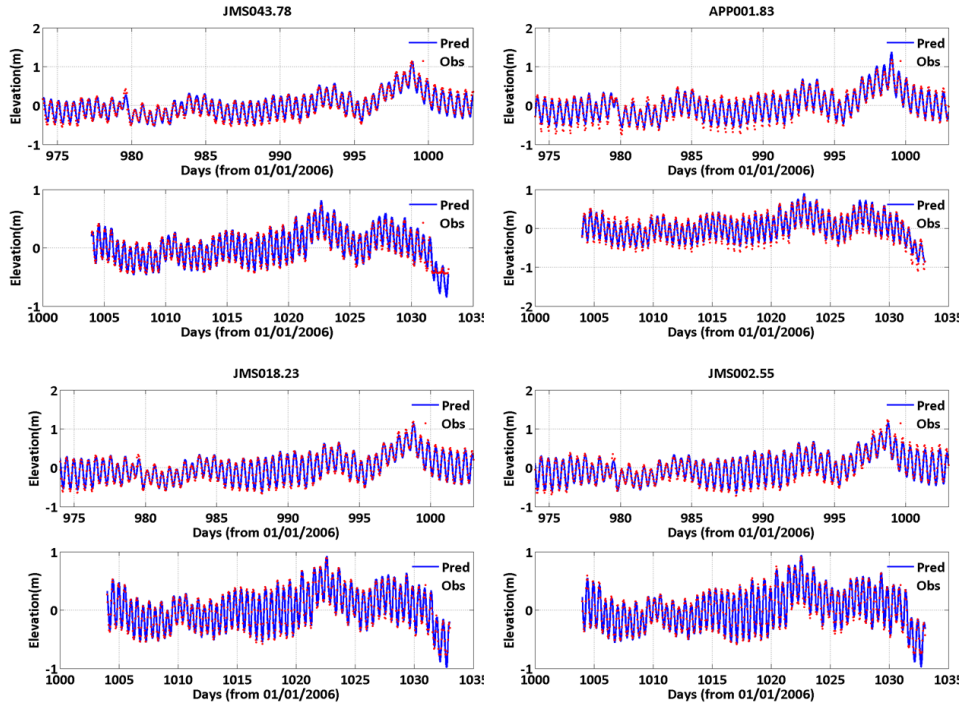 JMS043.78
2
1
0
-1
Elevation(m)
Pred
Obs
975 980 985 990 995 1000
Days (from 01/01/2006)
1
0
-1
Elevation(m)
Pred
Obs
1000 1005 1010 1015 1020 1025 1030 1035
Days (from 01/01/2006)
APP001.83
2
1
0
-1
Elevation(m)
Pred
Obs
975 980 985 990 995 1000
Days (from 01/01/2006)
1
0
-1
-2
Elevation(m)
Pred
Obs
1000 1005 1010 1015 1020 1025 1030 1035
Days (from 01/01/2006)
JMS018.23
2
1
0
-1
Elevation(m)
Pred
Obs
975 980 985 990 995 1000
Days (from 01/01/2006)
1
0
-1
Elevation(m)
Pred
Obs
1000 1005 1010 1015 1020 1025 1030 1035
Days (from 01/01/2006)
JMS002.55
2
1
0
-1
Elevation(m)
Pred
Obs
975 980 985 990 995 1000
Days (from 01/01/2006)
1
0
-1
Elevation(m)
Pred
Obs
1000 1005 1010 1015 1020 1025 1030 1035
Days (from 01/01/2006)